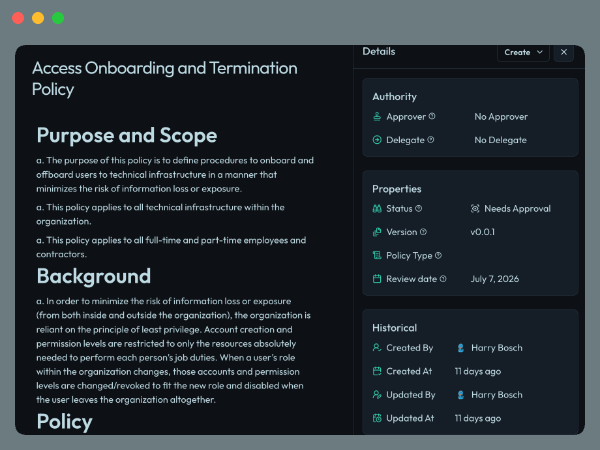 Access Onboarding and Termination
Policy
Purpose and Scope
a. The purpose of this policy is to define procedures to onboard and
offboard users to technical infrastructure in a manner that
minimizes the risk of information loss or exposure.
a. This policy applies to all technical infrastructure within the
organization.
a. This policy applies to all full-time and part-time employees and
contractors.
Background
a. In order to minimize the risk of information loss or exposure
(from both inside and outside the organization), the organization is
reliant on the principle of least privilege. Account creation and
permission levels are restricted to only the resources absolutely
needed to perform each person's job duties. When a user's role
within the organization changes, those accounts and permission
levels are changed/revoked to fit the new role and disabled when
the user leaves the organization altogether.
Policy
Details
Create
Authority
Approver No Approver
Delegate No Delegate
Properties
Status Needs Approval
Version v0.0.1
Policy Type
Review date July 7, 2026
Historical
Created By Harry Bosch
Created At 11 days ago
Updated By Harry Bosch
Updated At 11 days ago